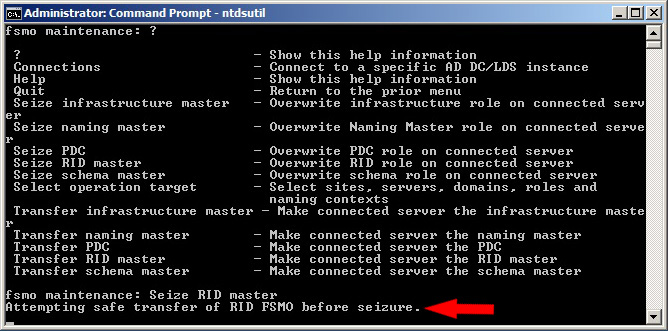 Administrator: Command Prompt - ntdsutil
fsmo maintenance: ?
? - Show this help information
Connections - Connect to a specific AD DC/LDS instance
Help - Show this help information
Quit - Return to the prior menu
Seize infrastructure master - Overwrite infrastructure role on connected serv
er
Seize naming master - Overwrite Naming Master role on connected serve
r
Seize PDC - Overwrite PDC role on connected server
Seize RID master - Overwrite RID role on connected server
Seize schema master - Overwrite schema role on connected server
Select operation target - Select sites, servers, domains, roles and
naming contexts
Transfer infrastructure master - Make connected server the infrastructure maste
r
Transfer naming master - Make connected server the naming master
Transfer PDC - Make connected server the PDC
Transfer RID master - Make connected server the RID master
Transfer schema master - Make connected server the schema master
fsmo maintenance: Seize RID master
Attempting safe transfer of RID FSMO before seizure.